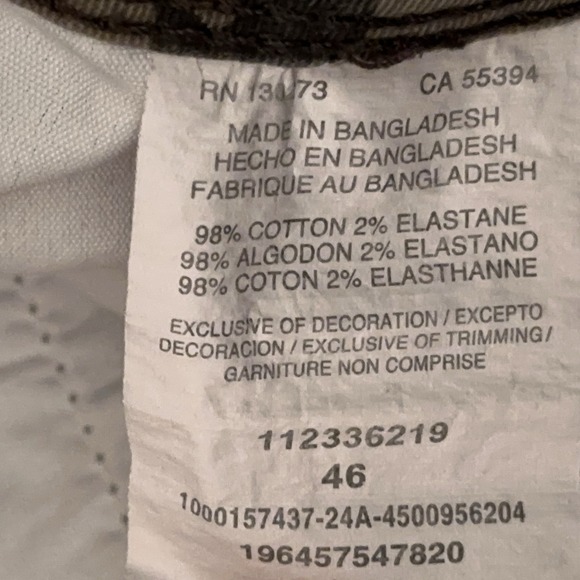 RN CA 55394
MADE IN BANGLADESH
HECHO EN BANGLADESH
FABRIQUE AU BANGLADESH
98% COTTON 2% ELASTANE
98% ALGODON 2% ELASTANO
98% COTON 2% ELASTHANNE
EXCLUSIVE OF DECORATION / EXCEPTO
DECORACION / EXCLUSIVE OF TRIMMING/
GARNITURE NON COMPRISE
112336219
46
1000157437-24A-4500956204
196457547820